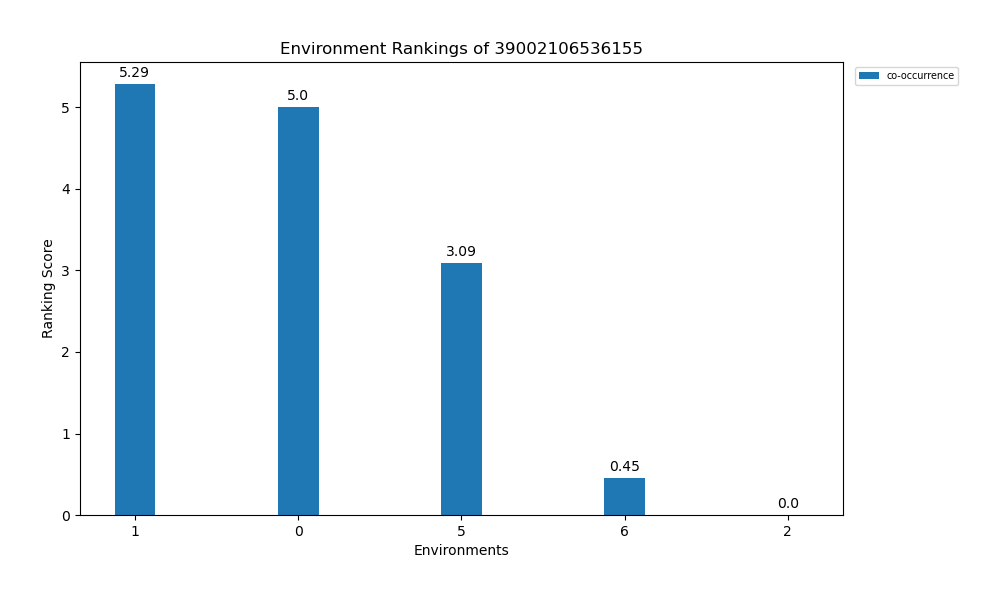 Environment Rankings of 39002106536155
co-occurrence
5.29
5.0
3.09
0.45
0.0
Ranking Score
5
4
3
2
1
0
1 0 5 6 2
Environments